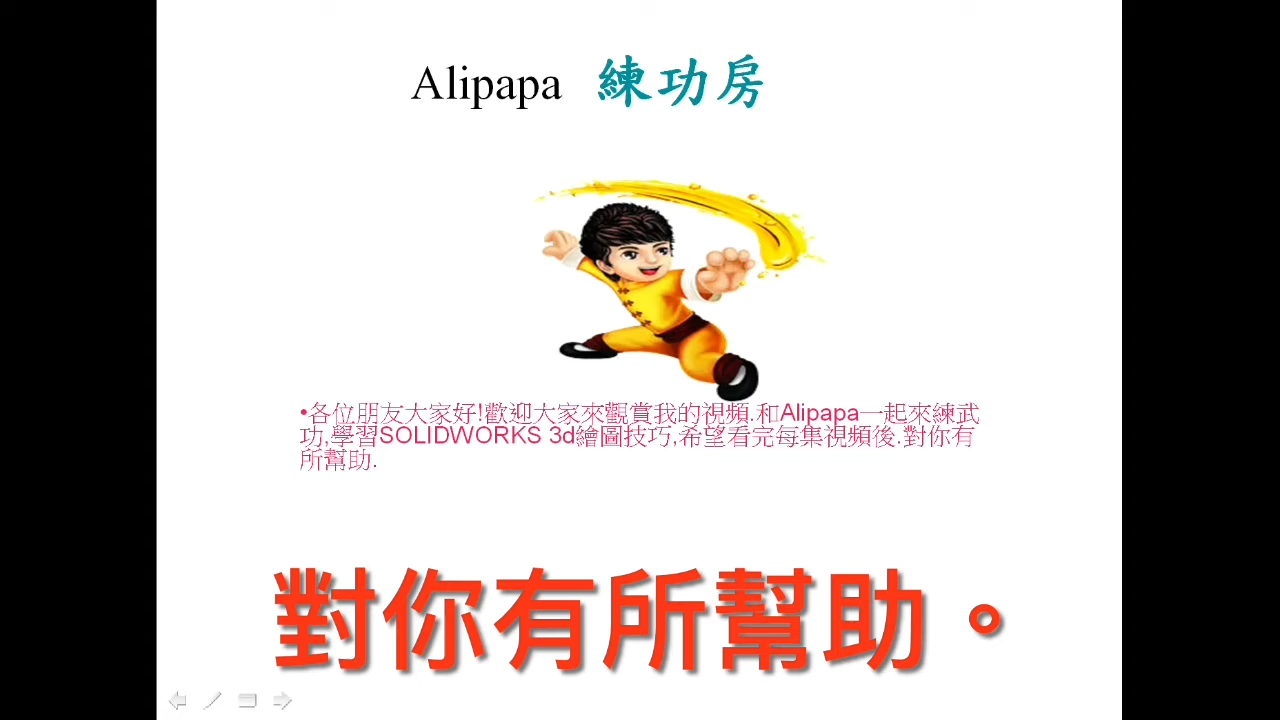 Alipapa 練功房
•各位朋友大家好!歡迎大家來觀賞我的視頻.和Alipapa一起來練武
功,學習SOLIDWORKS 3d繪圖技巧,希望看完每集視頻後.對你有
所幫助.
對你有所幫助。